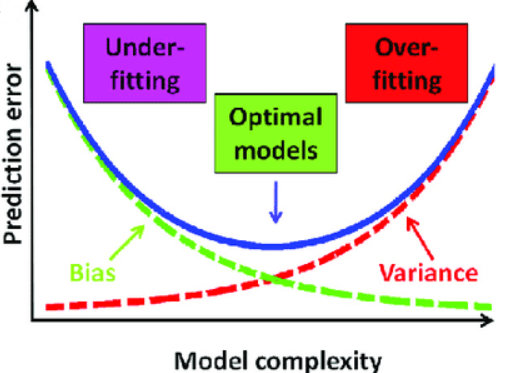 Under-
fitting
Over-
fitting
Optimal
models
Prediction error
Bias
Variance
Model complexity